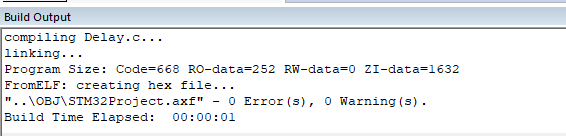 Build Output
compiling Delay.c...
linking...
Program Size: Code=668 RO-data=252 RW-data=0 ZI-data=1632
FromELF: creating hex file...
"..\OBJ\STM32Project.axf" - 0 Error(s), 0 Warning(s).
Build Time Elapsed:  00:00:01